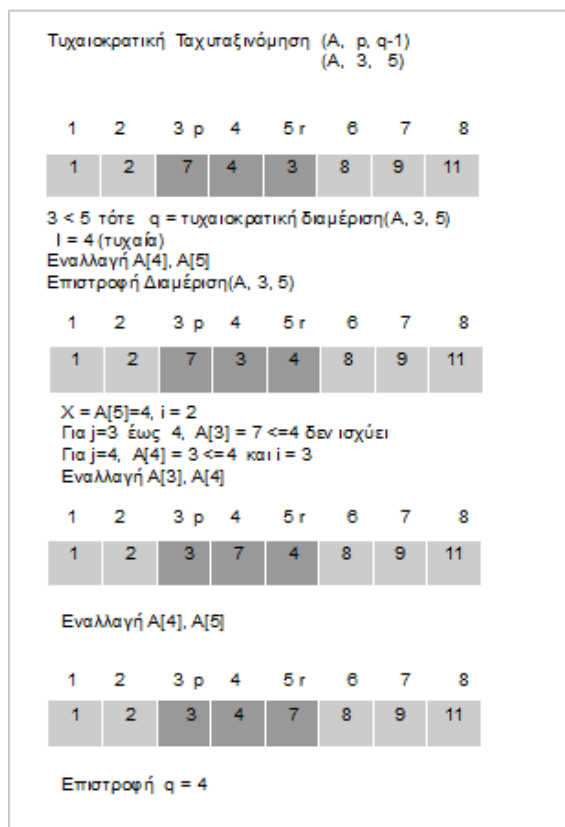 Τυχαιοκρατική Ταχυταξινόμηση (Α, p, q-1)
(Α, 3, 5)
1 2 3 p 4 5 r 6 7 8
1 2 7 4 3 8 9 11
3 < 5 τότε q = τυχαιοκρατική διαμέριση(Α, 3, 5)
I = 4 (τυχαία)
Εναλλαγή Α[4], Α[5]
Επιστροφή Διαμέριση(Α, 3, 5)
1 2 3 p 4 5 r 6 7 8
1 2 7 3 4 8 9 11
X = A[5]=4, i = 2
Για j=3 έως 4, A[3] = 7 <=4 δεν ισχύει
Για j=4, A[4] = 3 <=4 και i = 3
Εναλλαγή Α[3], Α[4]
1 2 3 p 4 5 r 6 7 8
1 2 3 7 4 8 9 11
Εναλλαγή Α[4], Α[5]
1 2 3 p 4 5 r 6 7 8
1 2 3 4 7 8 9 11
Επιστροφή q = 4